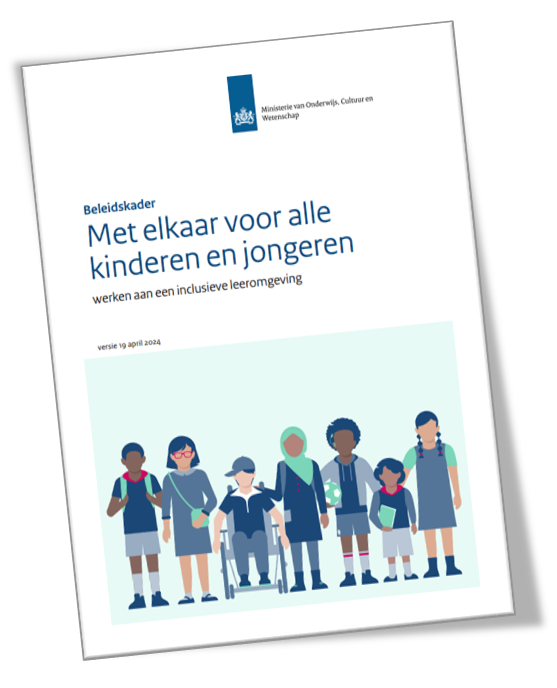 Ministerie van Onderwijs, Cultuur en
Wetenschap
Beleidskader
Met elkaar voor alle
kinderen en jongeren
werken aan een inclusieve leeromgeving
versie 19 april 2024